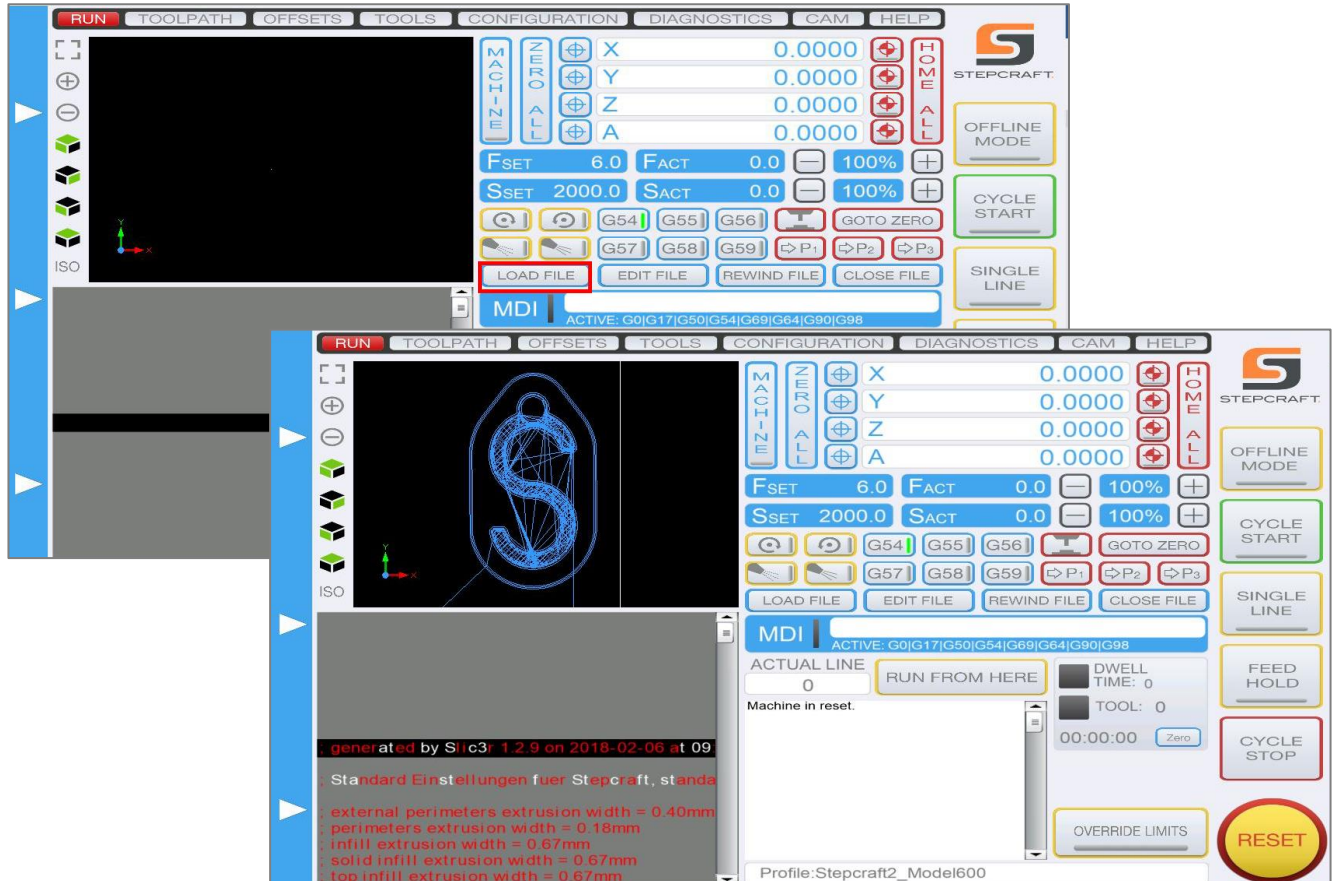 RUN TOOLPATH OFFSETS TOOLS CONFIGURATION DIAGNOSTICS CAM HELP
MACHINE
ZERO ALL
X 0.0000
Y 0.0000
Z 0.0000
A 0.0000
HOME ALL
STEPCRAFT
OFFLINE MODE
FSET 6.0 FACT 0.0 100%
SSET 2000.0 SACT 0.0 100%
CYCLE START
G54 G55 G56 GOTO ZERO
G57 G58 G59 P1 P2 P3
ISO
Y
X
LOAD FILE EDIT FILE REWIND FILE CLOSE FILE
SINGLE LINE
MDI
ACTIVE: G0|G17|G50|G54|G69|G64|G90|G98
RUN TOOLPATH OFFSETS TOOLS CONFIGURATION DIAGNOSTICS CAM HELP
MACHINE
ZERO ALL
X 0.0000
Y 0.0000
Z 0.0000
A 0.0000
HOME ALL
STEPCRAFT
OFFLINE MODE
FSET 6.0 FACT 0.0 100%
SSET 2000.0 SACT 0.0 100%
CYCLE START
G54 G55 G56 GOTO ZERO
G57 G58 G59 P1 P2 P3
ISO
Y
X
LOAD FILE EDIT FILE REWIND FILE CLOSE FILE
SINGLE LINE
MDI
ACTIVE: G0|G17|G50|G54|G69|G64|G90|G98
ACTUAL LINE
0
RUN FROM HERE
DWELL TIME: 0
TOOL: 0
00:00:00 Zero
FEED HOLD
Machine in reset.
CYCLE STOP
; generated by Slic3r 1.2.9 on 2018-02-06 at 09
; Standard Einstellungen fuer Stepcraft, standa
; external perimeters extrusion width = 0.40mm
; perimeters extrusion width = 0.18mm
; infill extrusion width = 0.67mm
; solid infill extrusion width = 0.67mm
; top infill extrusion width = 0.67mm
OVERRIDE LIMITS
RESET
Profile:Stepcraft2_Model600